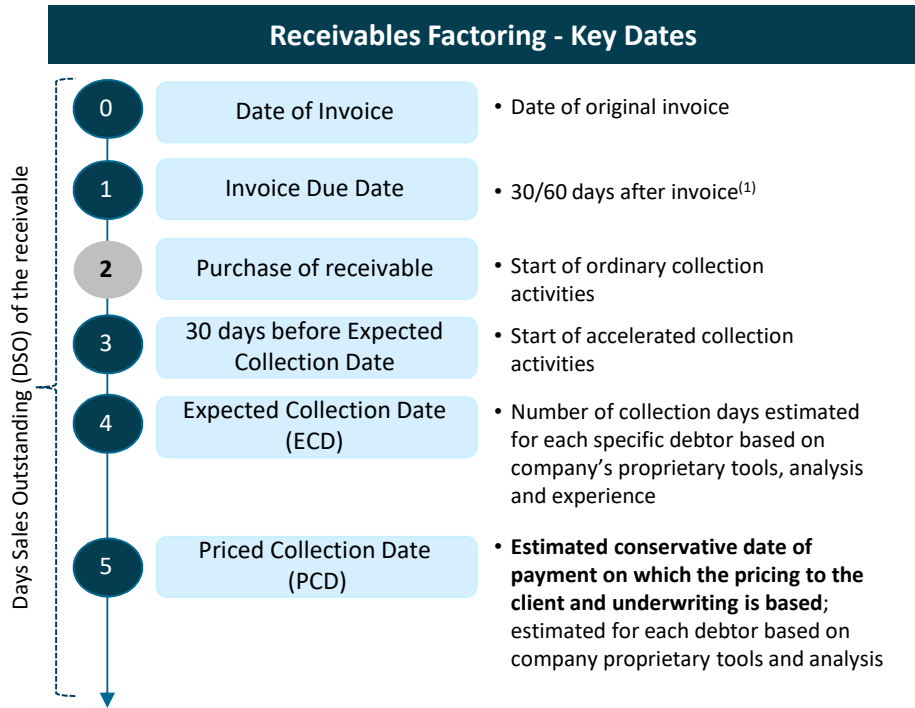 Receivables Factoring - Key Dates
Days Sales Outstanding (DSO) of the receivable
0
Date of Invoice
• Date of original invoice
1
Invoice Due Date
• 30/60 days after invoice(1)
2
Purchase of receivable
• Start of ordinary collection
activities
3
30 days before Expected
Collection Date
• Start of accelerated collection
activities
4
Expected Collection Date
(ECD)
• Number of collection days estimated
for each specific debtor based on
company’s proprietary tools, analysis
and experience
5
Priced Collection Date
(PCD)
• Estimated conservative date of
payment on which the pricing to the
client and underwriting is based;
estimated for each debtor based on
company proprietary tools and analysis